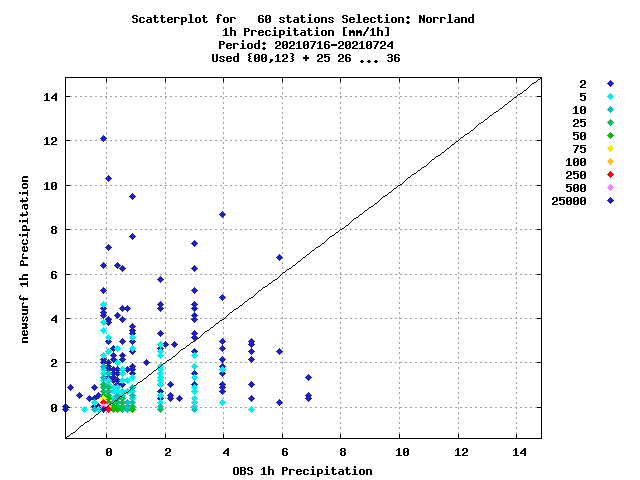 Scatterplot for   60 stations Selection: Norrland
1h Precipitation [mm/1h]
Period: 20210716-20210724
Used {00,12} + 25 26 ... 36
newsurf 1h Precipitation
14
12
10
8
6
4
2
0
0 2 4 6 8 10 12 14
OBS 1h Precipitation
2
5
10
25
50
75
100
250
500
25000